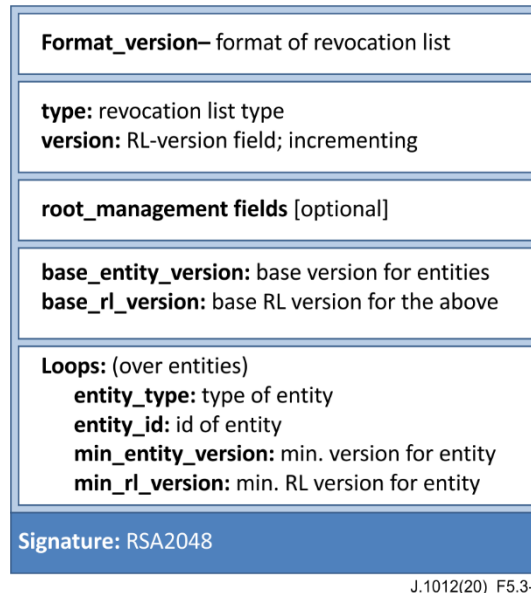 Format_version– format of revocation list
type: revocation list type
version: RL-version field; incrementing
root_management fields [optional]
base_entity_version: base version for entities
base_rl_version: base RL version for the above
Loops: (over entities)
entity_type: type of entity
entity_id: id of entity
min_entity_version: min. version for entity
min_rl_version: min. RL version for entity
Signature: RSA2048
J.1012(20)_F5.3-